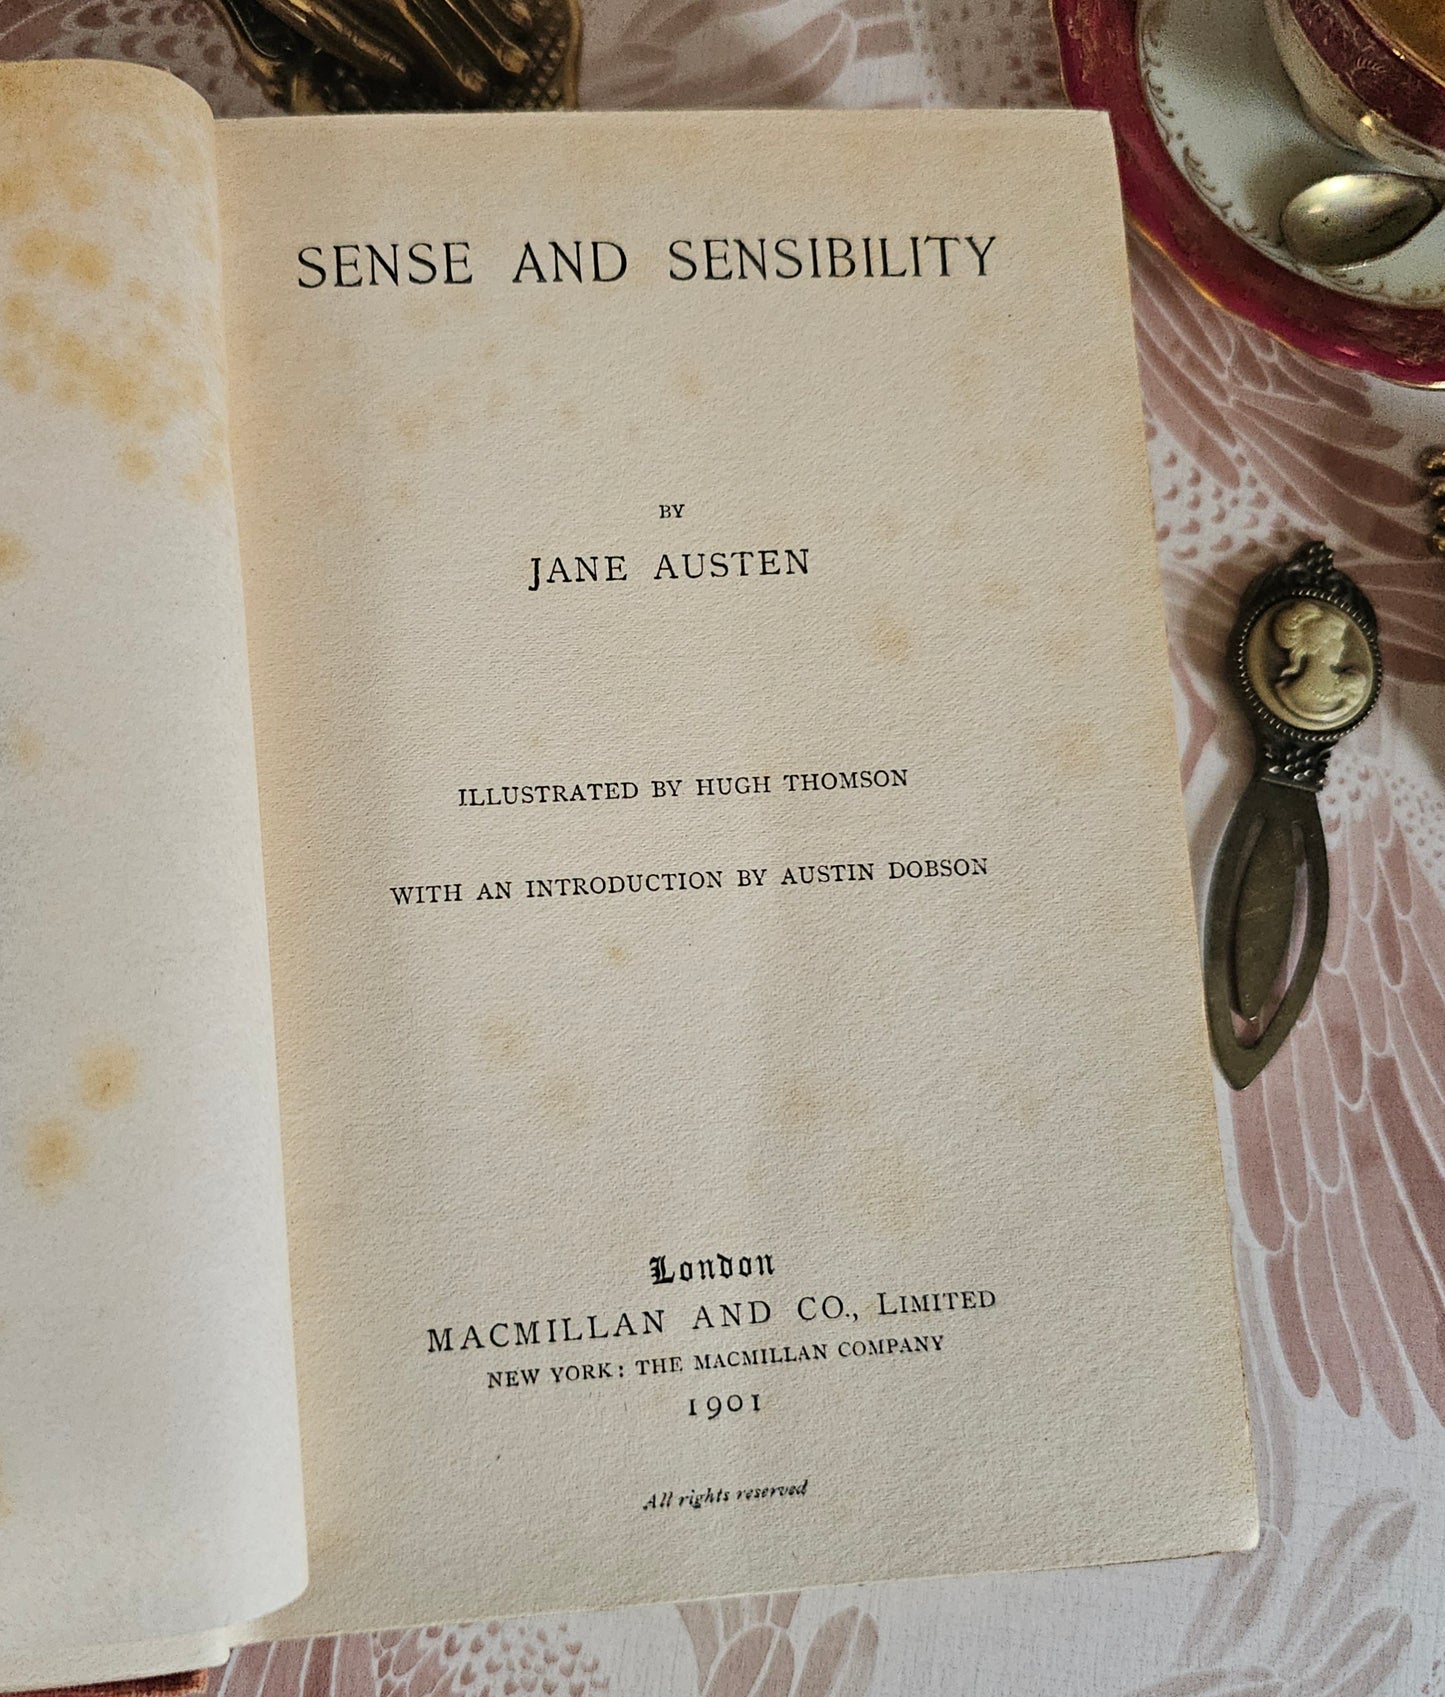 SENSE AND SENSIBILITY
BY
JANE AUSTEN
ILLUSTRATED BY HUGH THOMSON
WITH AN INTRODUCTION BY AUSTIN DOBSON
London
MACMILLAN AND CO., LIMITED
NEW YORK: THE MACMILLAN COMPANY
1901
All rights reserved